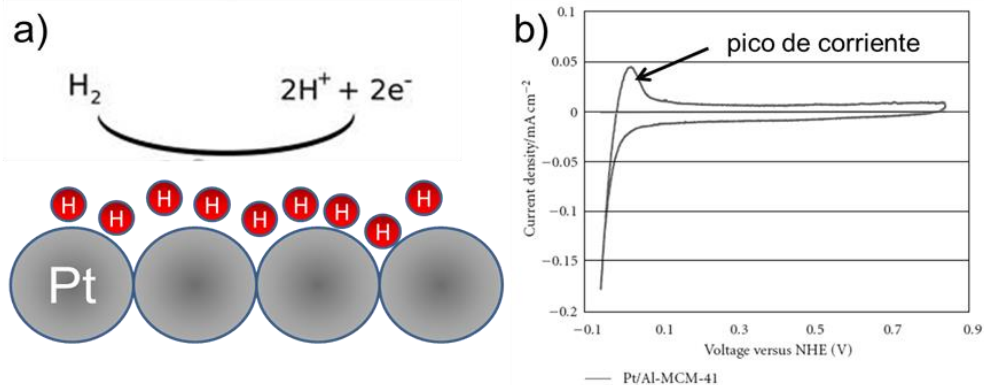 a)
H₂
2H⁺ + 2e⁻
H H H H H H H H H
Pt
b)
pico de corriente
Current density/mA cm⁻²
0.1
0.05
0
−0.05
−0.1
−0.15
−0.2
−0.1 0.1 0.3 0.5 0.7 0.9
Voltage versus NHE (V)
Pt/Al-MCM-41